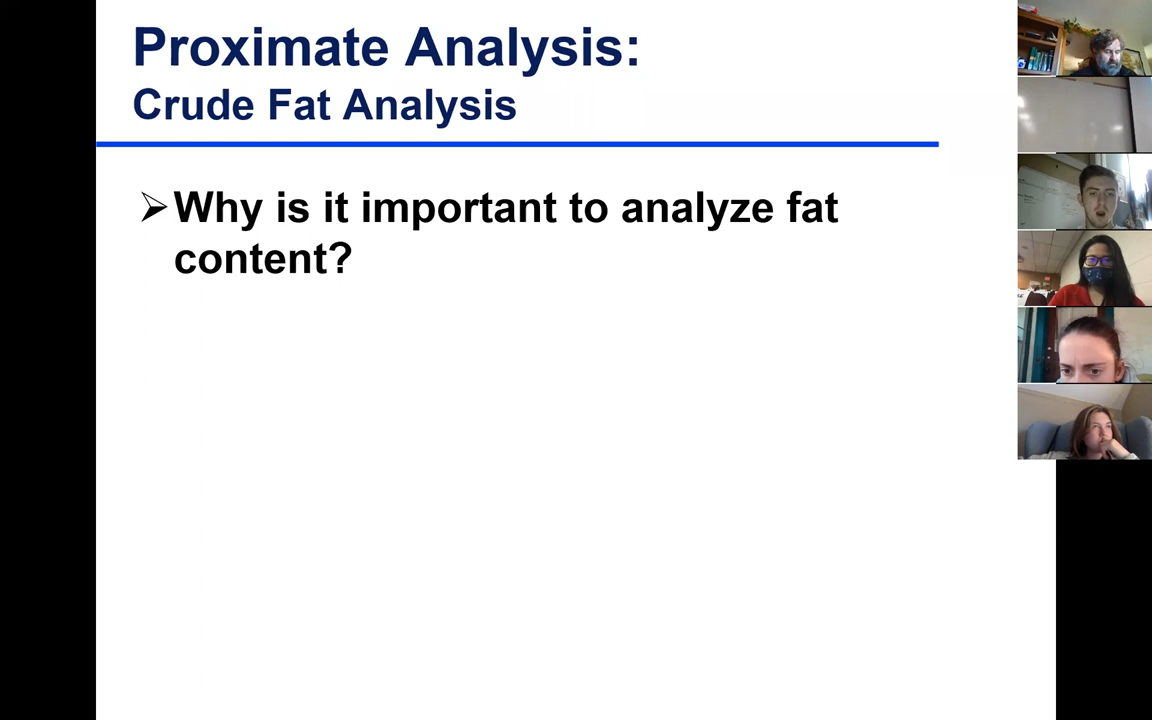 Proximate Analysis:
Crude Fat Analysis
➢Why is it important to analyze fat
content?